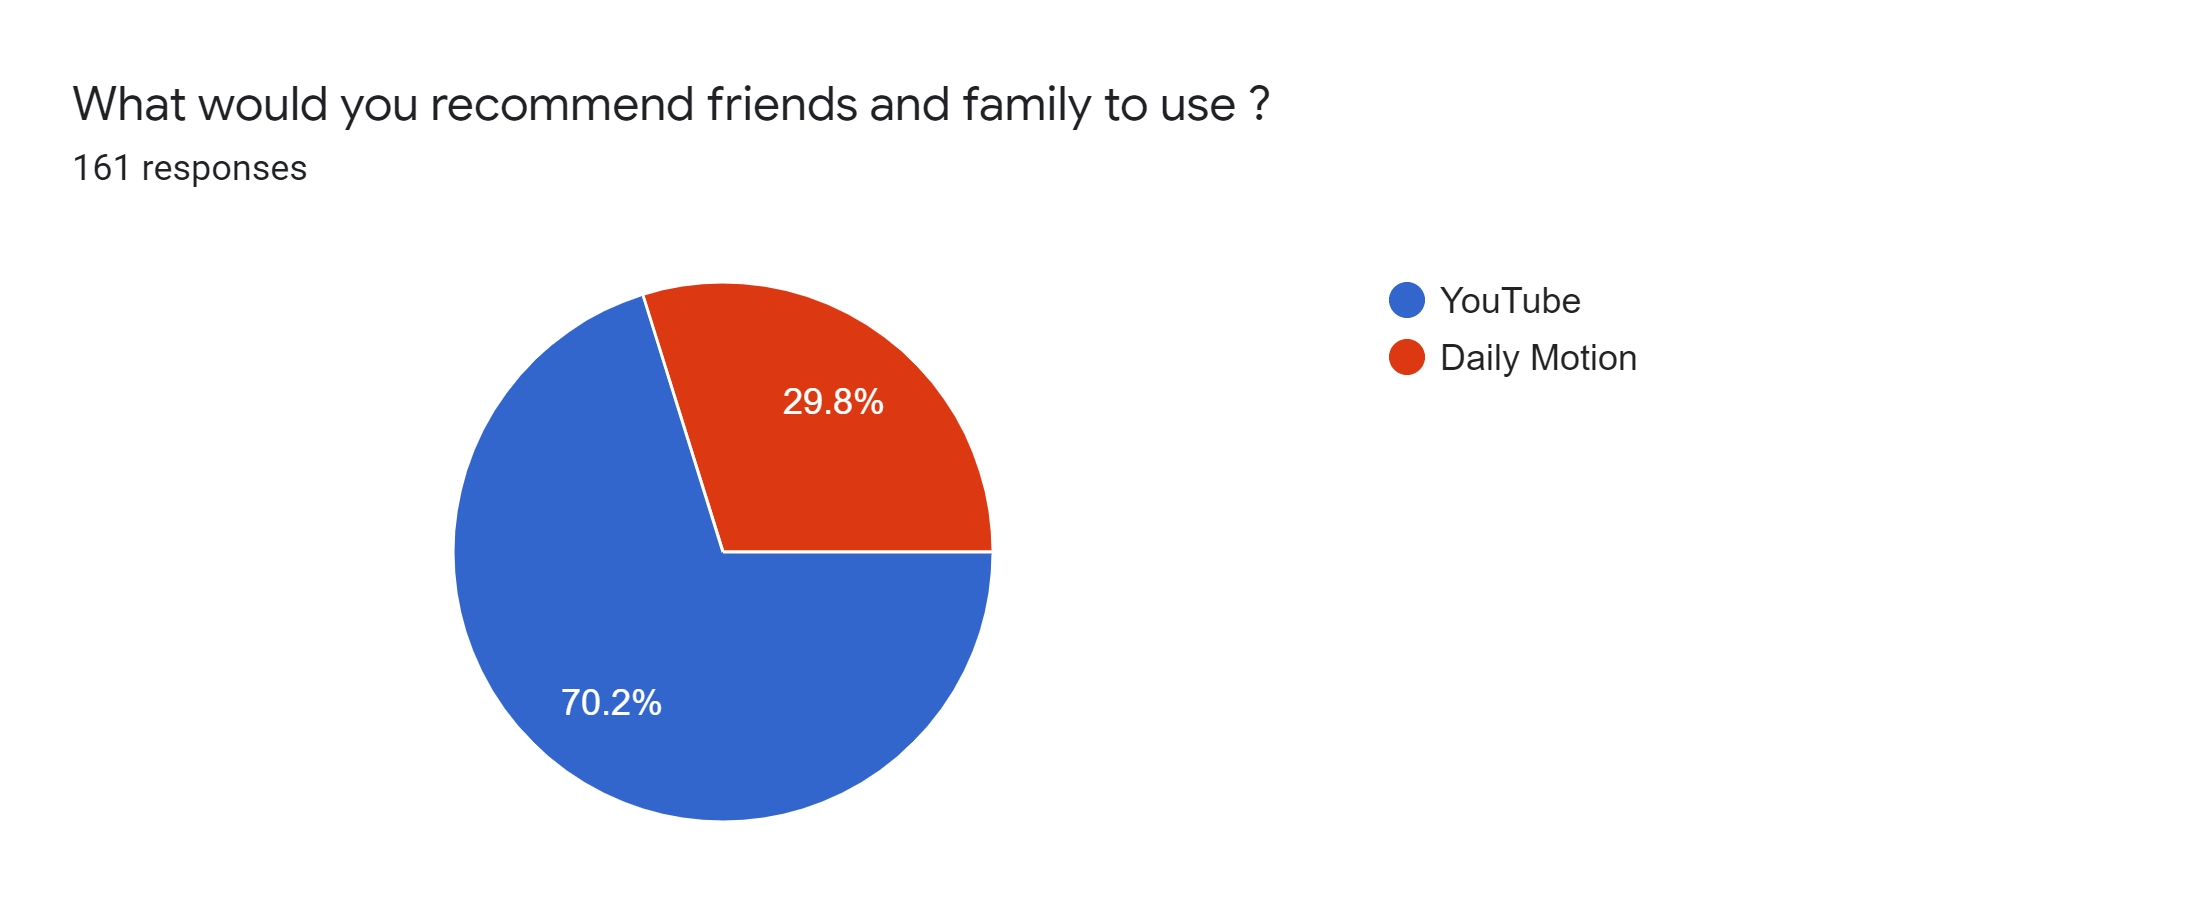 What would you recommend friends and family to use ?
161 responses
YouTube
Daily Motion
29.8%
70.2%